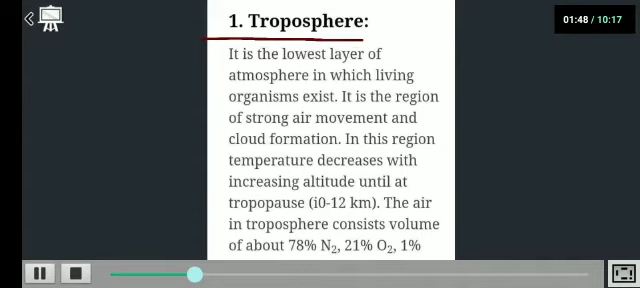 1. Troposphere:
01:48 / 10:17
It is the lowest layer of
atmosphere in which living
organisms exist. It is the region
of strong air movement and
cloud formation. In this region
temperature decreases with
increasing altitude until at
tropopause (i0-12 km). The air
in troposphere consists volume
of about 78% N₂, 21% O₂, 1%